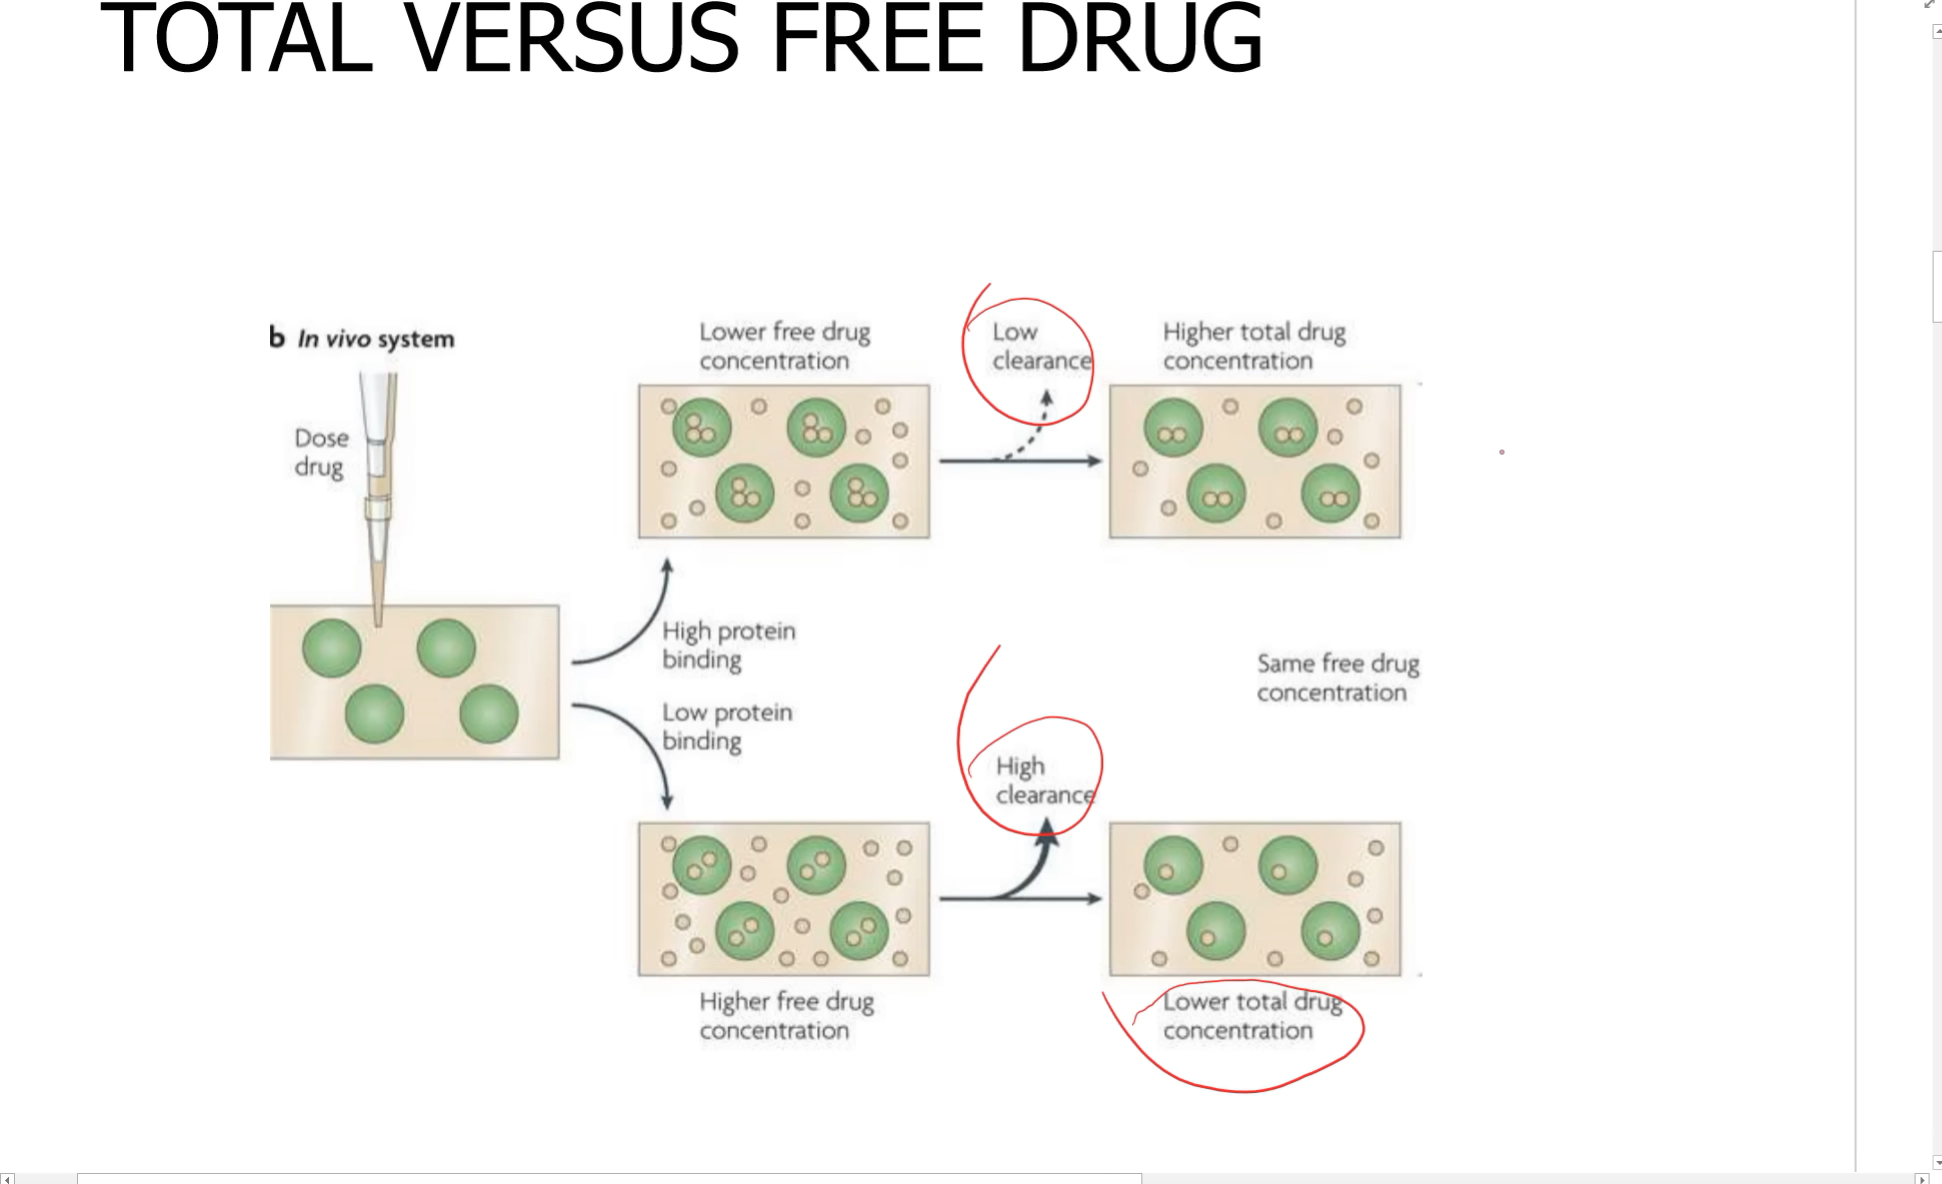 TOTAL VERSUS FREE DRUG
b In vivo system
Dose
drug
Lower free drug
concentration
Low
clearance
Higher total drug
concentration
High protein
binding
Low protein
binding
Same free drug
concentration
High
clearance
Higher free drug
concentration
Lower total drug
concentration